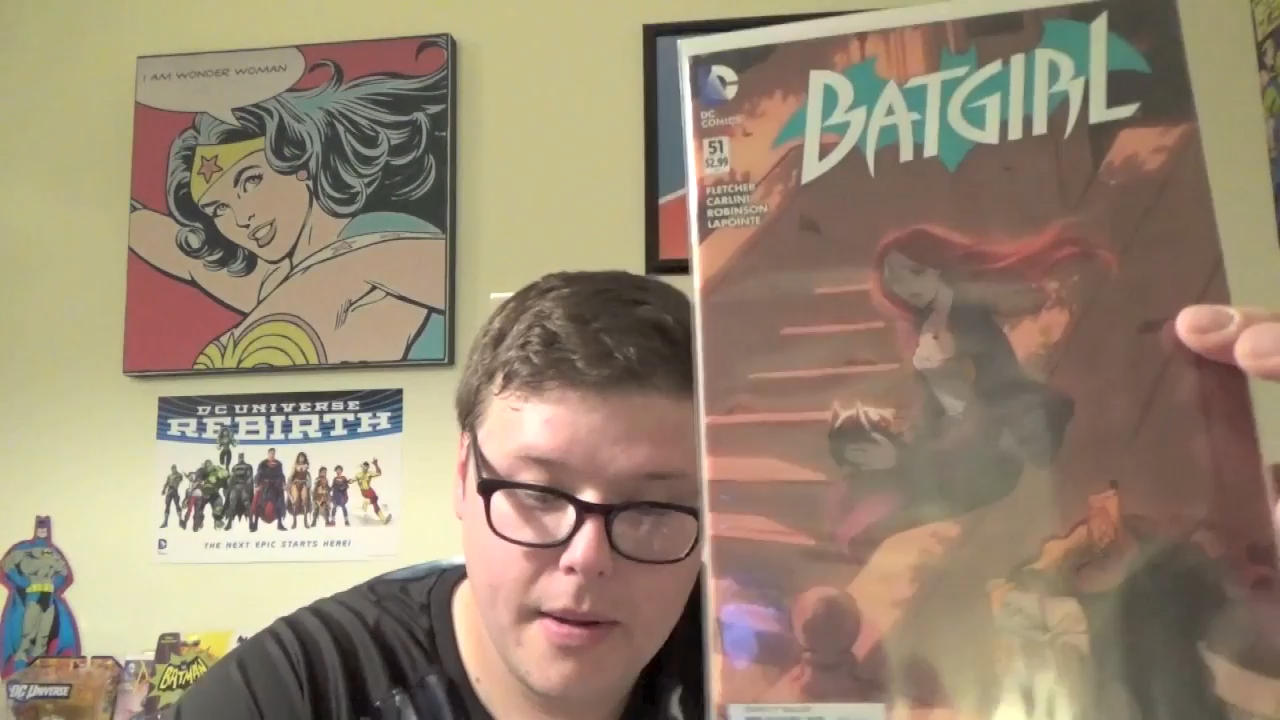 I AM WONDER WOMAN
DC UNIVERSE
REBIRTH
THE NEXT EPIC STARTS HERE!
DC UNIVERSE
BATMAN
DC
COMICS
51
$2.99
FLETCHER
CARLINI
ROBINSON
LAPOINTE
BATGIRL